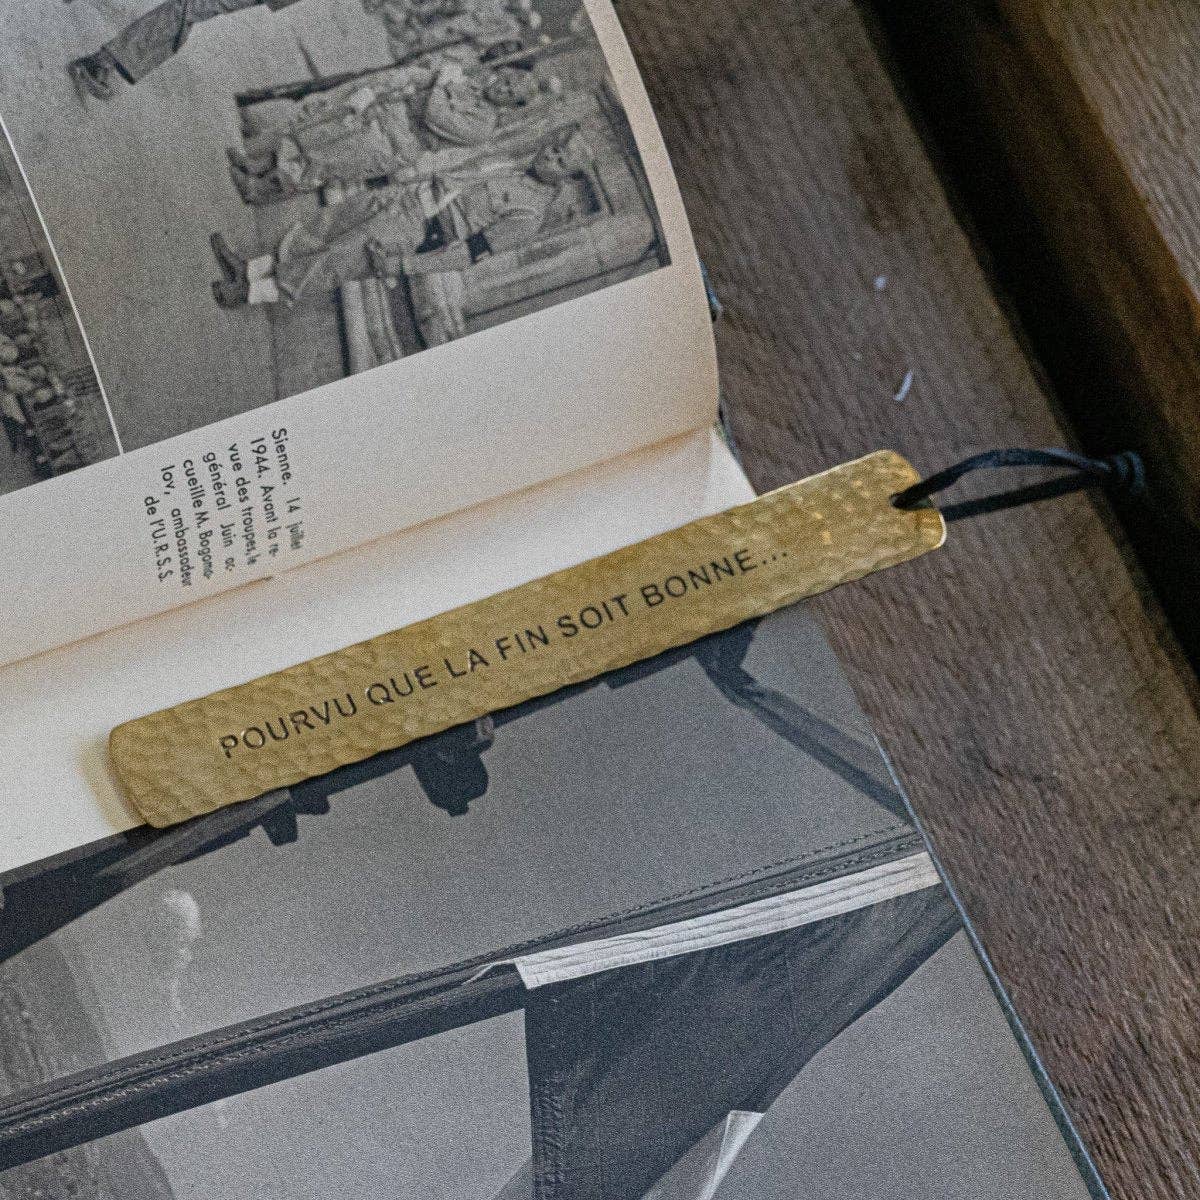 Sienne, 14 juillet
1944. Avant la re-
vue des troupes, le
général Juin ac-
cueille M. Bogomo-
lov, ambassadeur
de l'U.R.S.S.
POURVU QUE LA FIN SOIT BONNE...